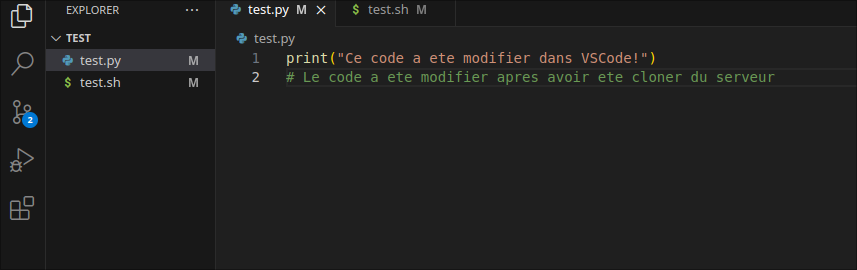 EXPLORER ...
TEST
test.py M
$ test.sh M
2
test.py M ×
$ test.sh M
test.py
1 print("Ce code a ete modifier dans VSCode!")
2 # Le code a ete modifier apres avoir ete cloner du serveur